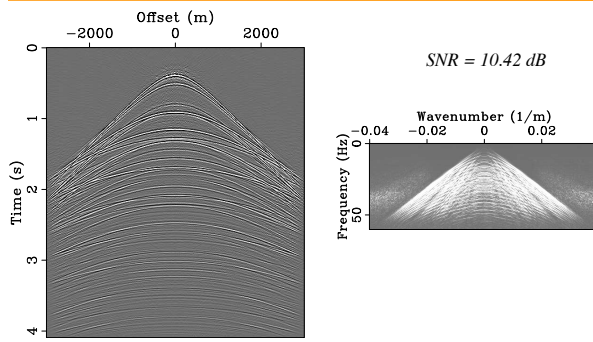 Offset (m)
−2000 0 2000
0
1
2
3
4
Time (s)
SNR = 10.42 dB
Wavenumber (1/m)
−0.04 −0.02 0 0.02
0
50
Frequency (Hz)